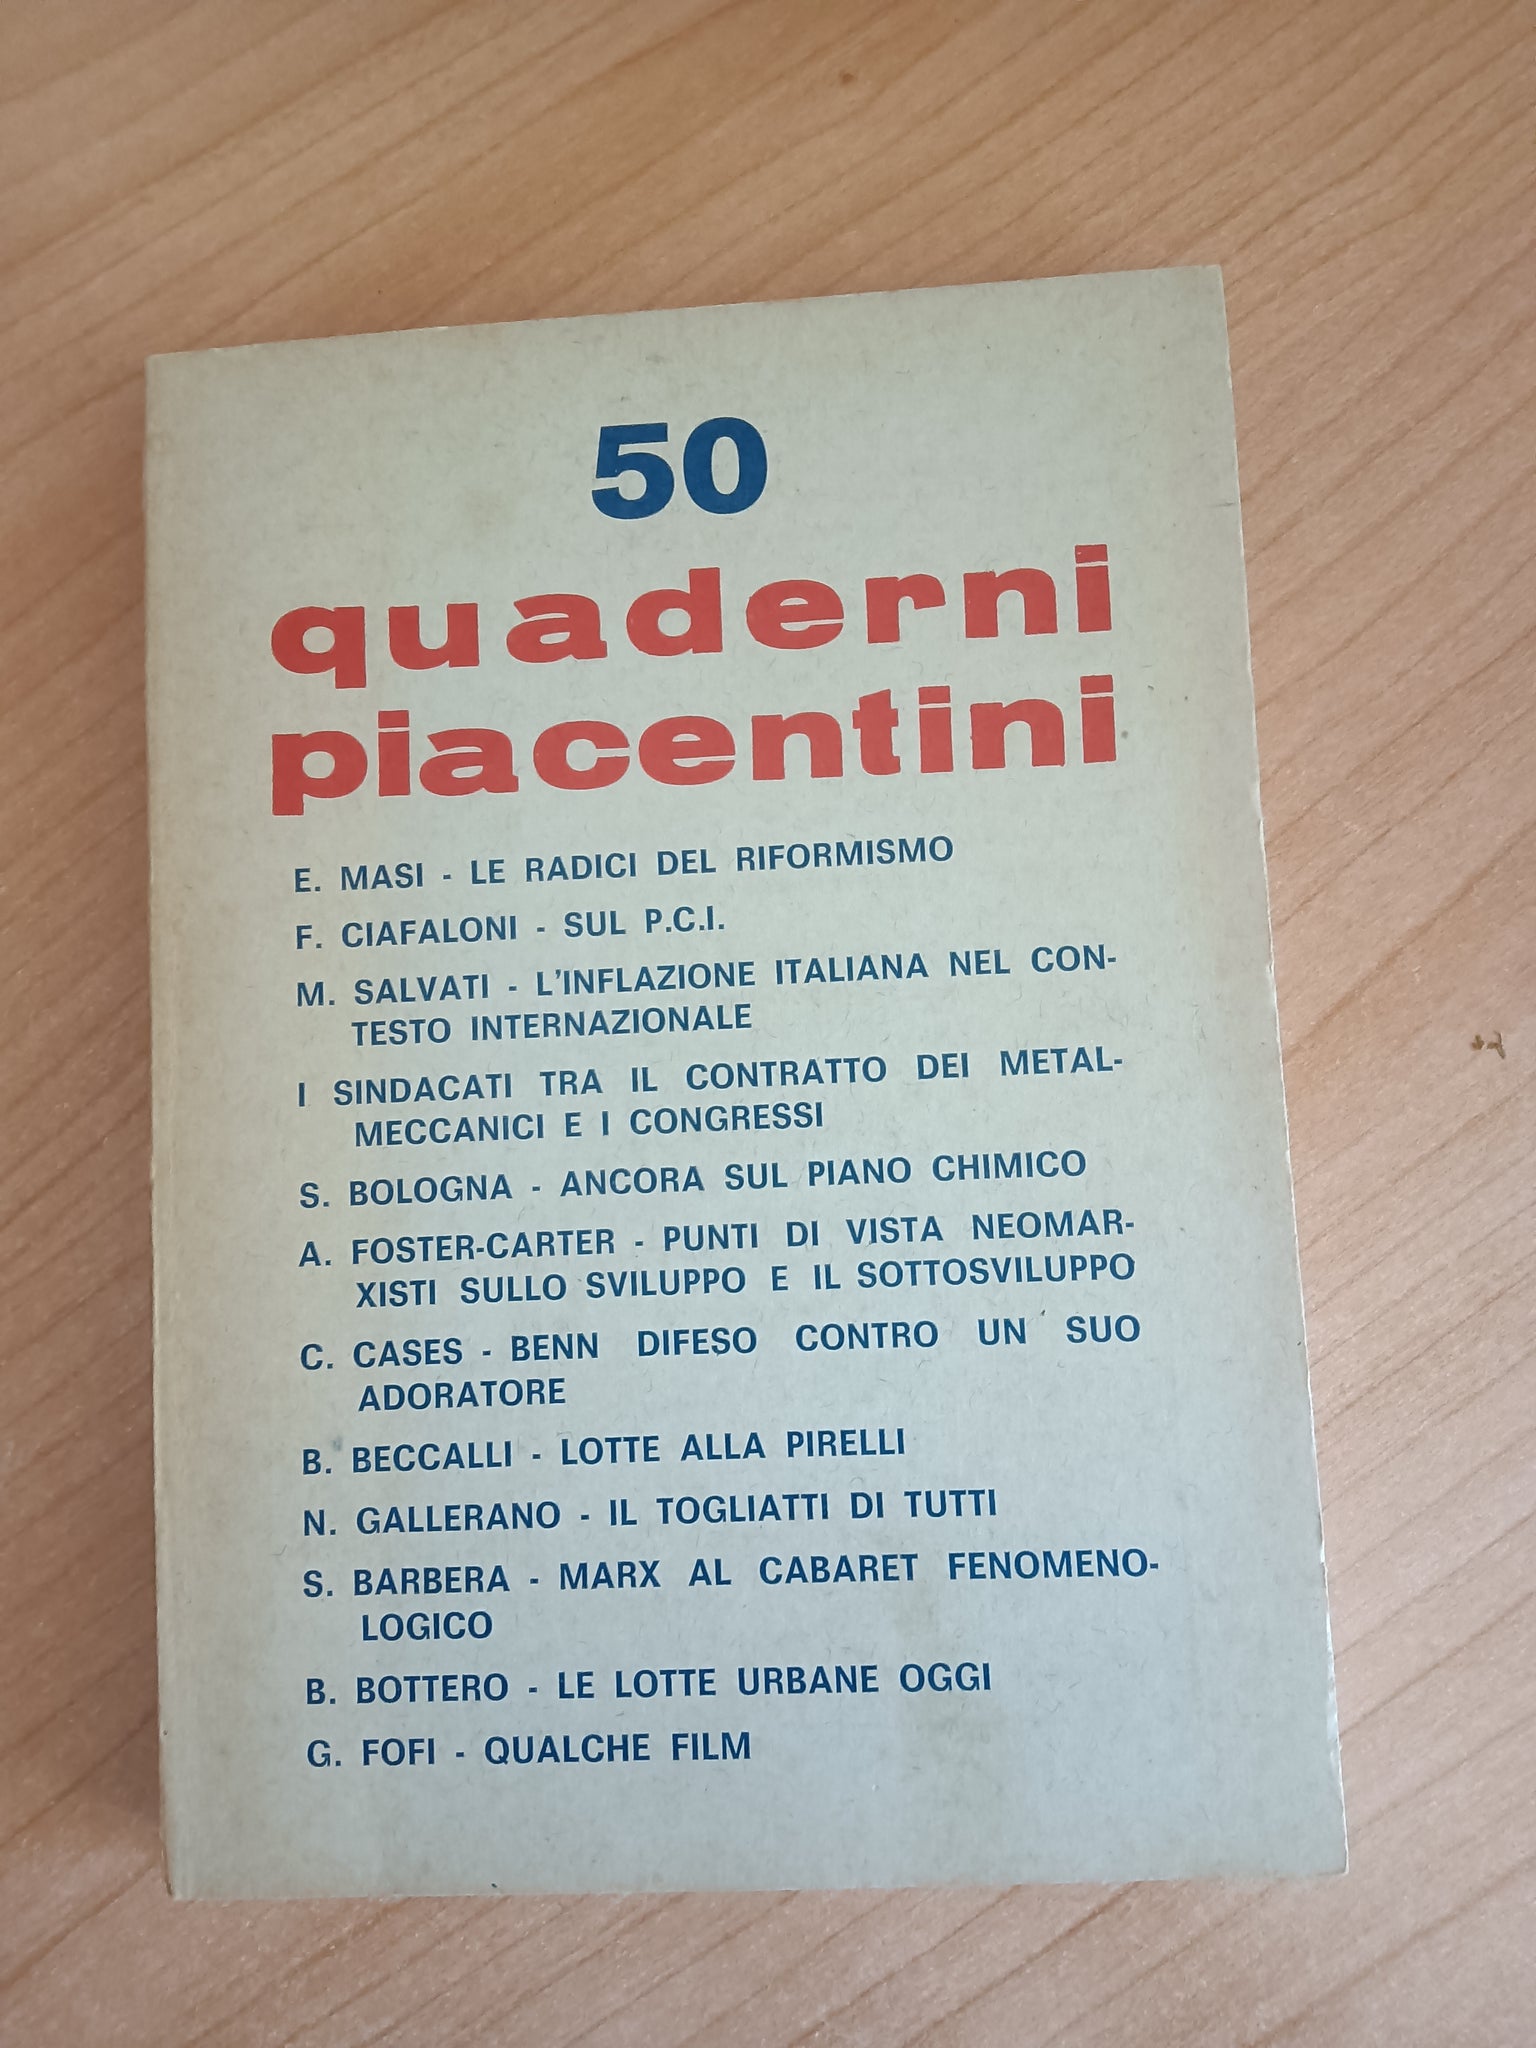 50
quaderni
piacentini
E. MASI - LE RADICI DEL RIFORMISMO
F. CIAFALONI - SUL P.C.I.
M. SALVATI - L'INFLAZIONE ITALIANA NEL CON-
TESTO INTERNAZIONALE
I SINDACATI TRA IL CONTRATTO DEI METAL-
MECCANICI E I CONGRESSI
S. BOLOGNA - ANCORA SUL PIANO CHIMICO
A. FOSTER-CARTER - PUNTI DI VISTA NEOMAR-
XISTI SULLO SVILUPPO E IL SOTTOSVILUPPO
C. CASES - BENN DIFESO CONTRO UN SUO
ADORATORE
B. BECCALLI - LOTTE ALLA PIRELLI
N. GALLERANO - IL TOGLIATTI DI TUTTI
S. BARBERA - MARX AL CABARET FENOMENO-
LOGICO
B. BOTTERO - LE LOTTE URBANE OGGI
G. FOFI - QUALCHE FILM